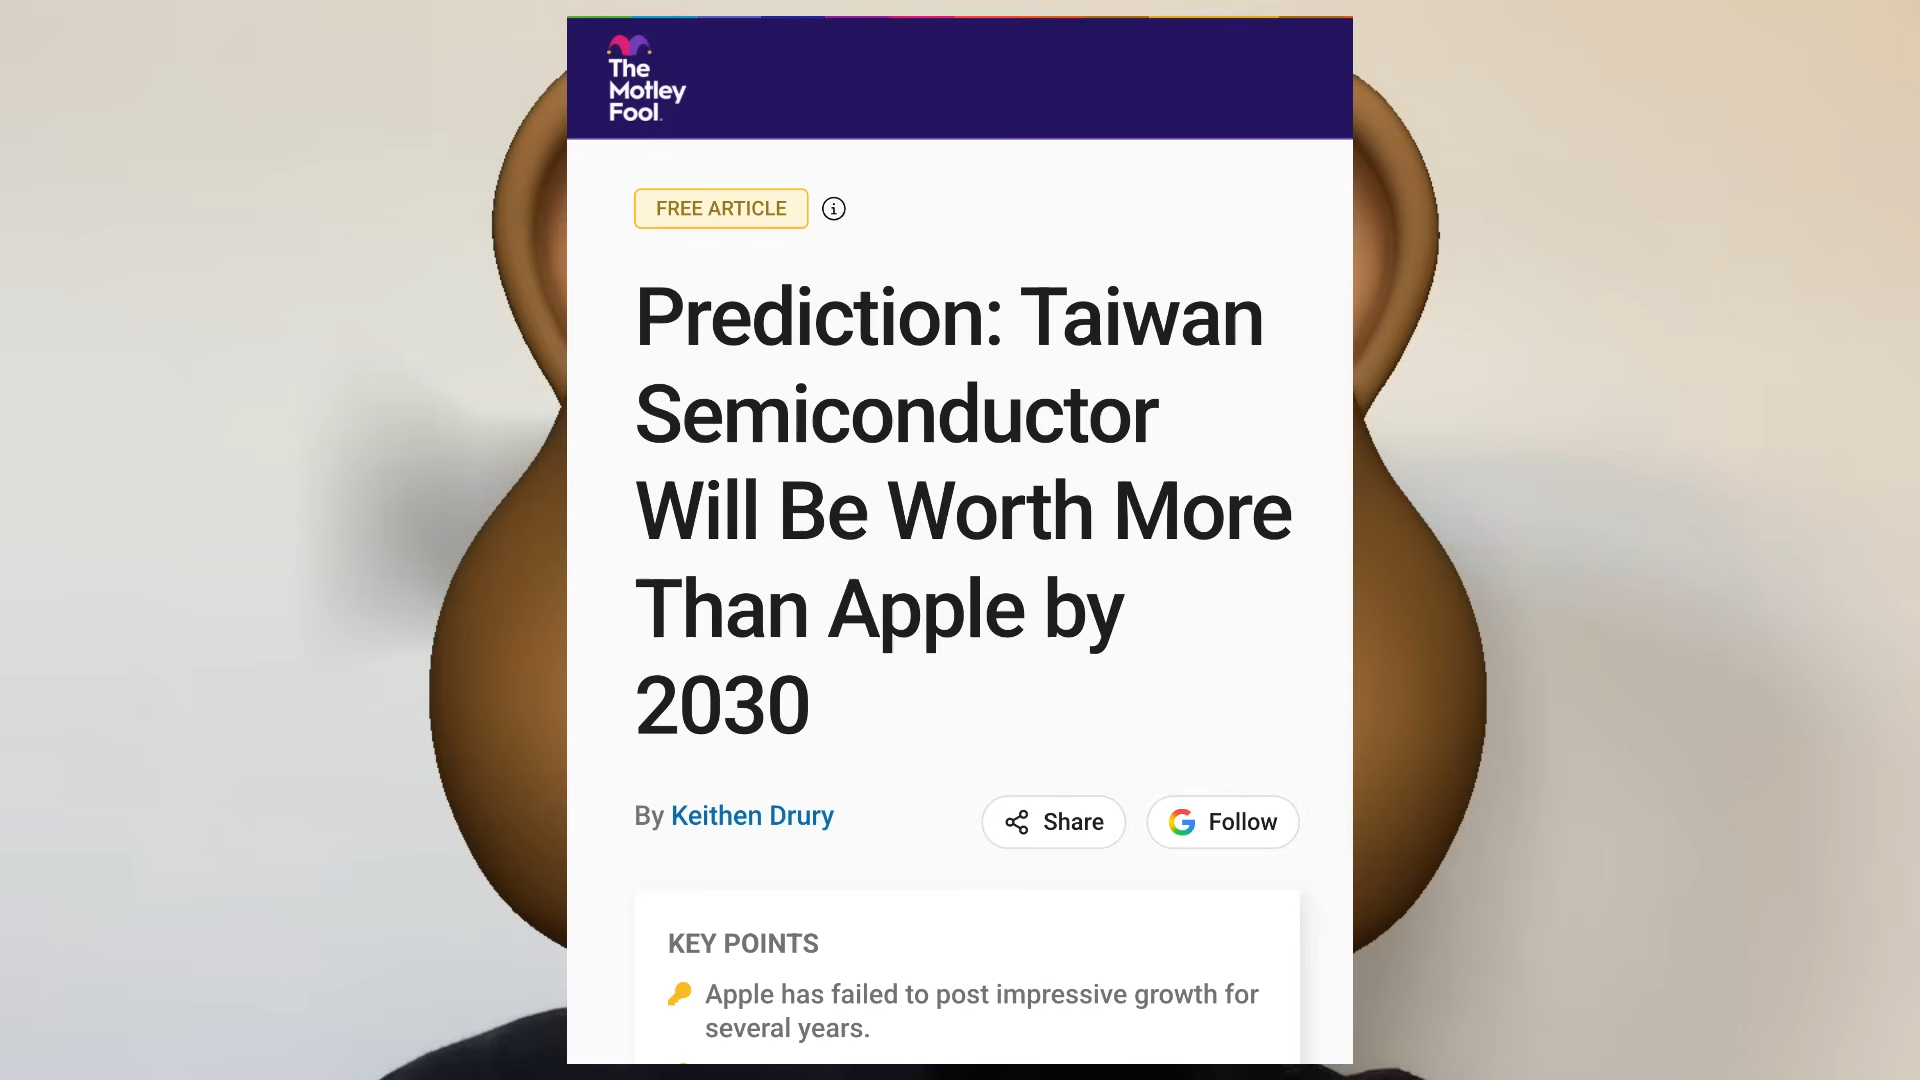 The
Motley
Fool.
FREE ARTICLE
Prediction: Taiwan
Semiconductor
Will Be Worth More
Than Apple by
2030
By Keithen Drury
Share
Follow
KEY POINTS
Apple has failed to post impressive growth for
several years.